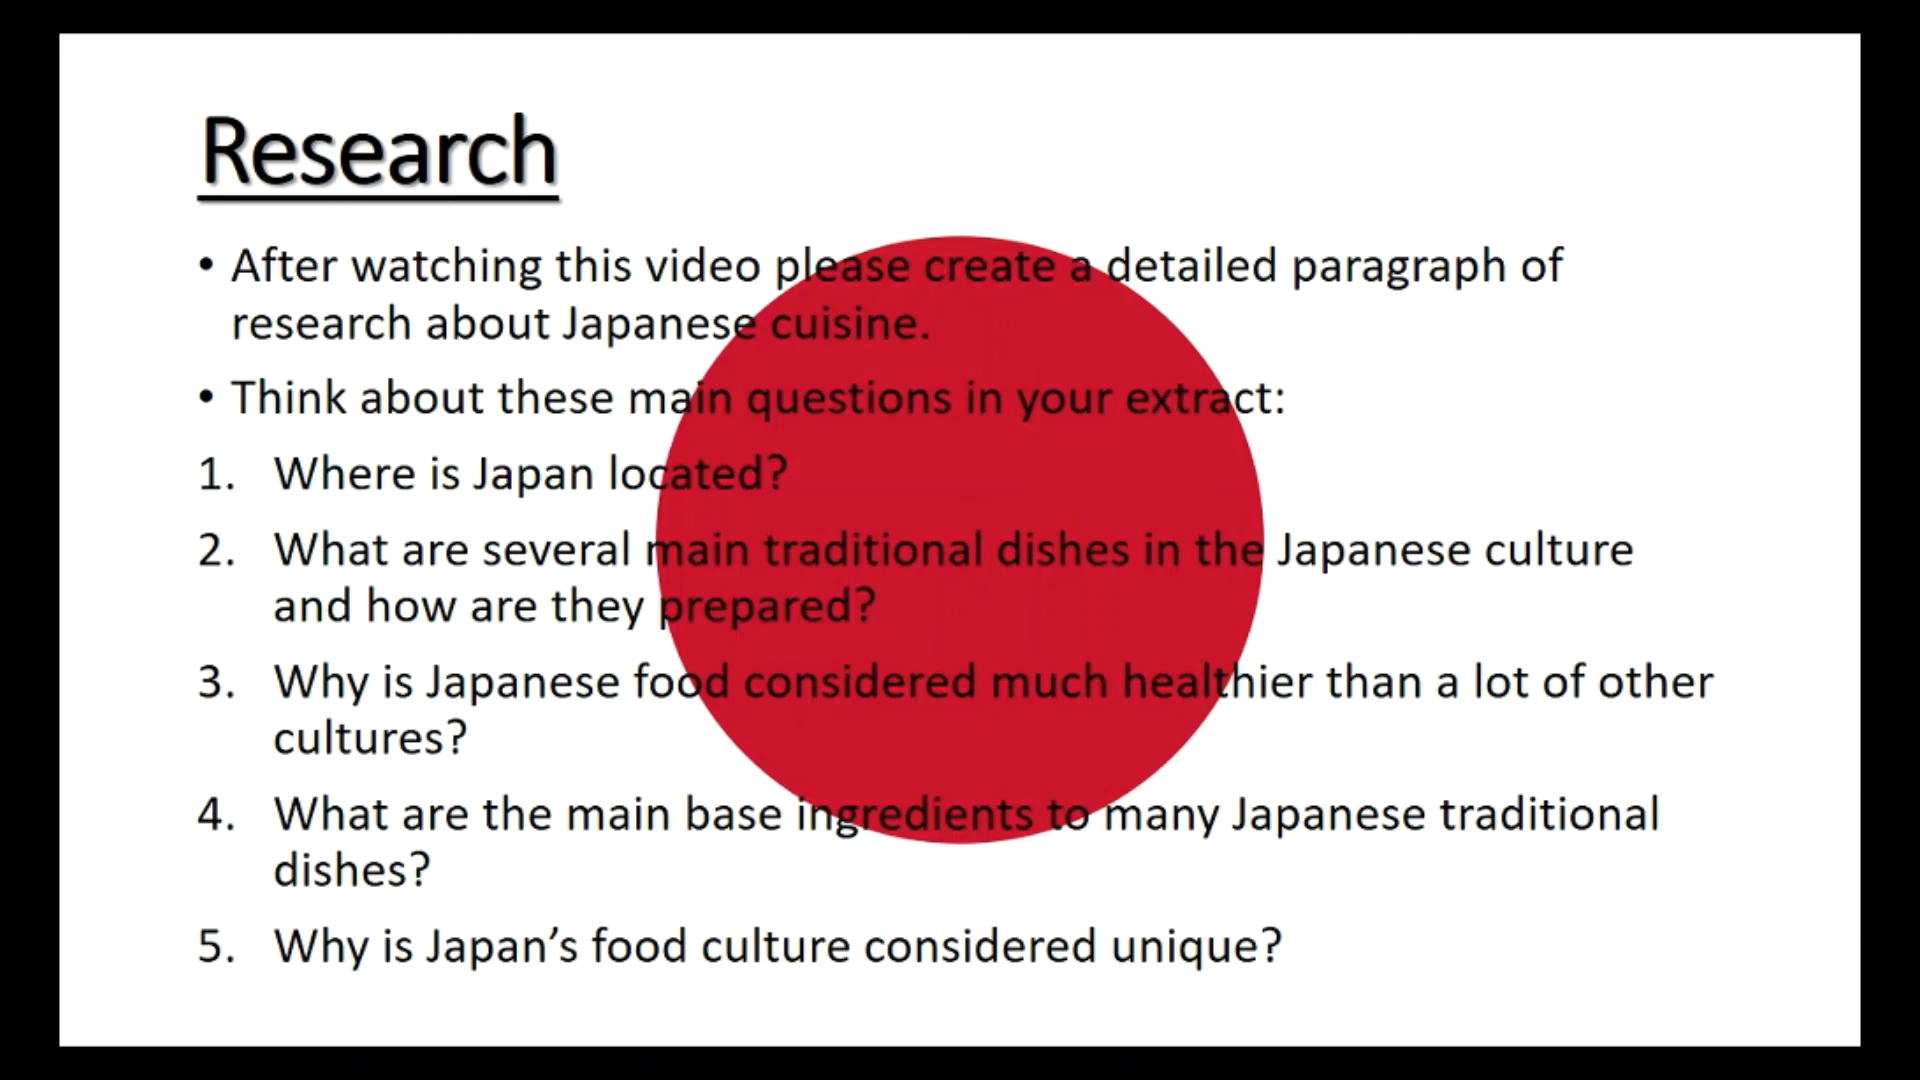 Research
• After watching this video please create a detailed paragraph of
research about Japanese cuisine.
• Think about these main questions in your extract:
1. Where is Japan located?
2. What are several main traditional dishes in the Japanese culture
and how are they prepared?
3. Why is Japanese food considered much healthier than a lot of other
cultures?
4. What are the main base ingredients to many Japanese traditional
dishes?
5. Why is Japan’s food culture considered unique?